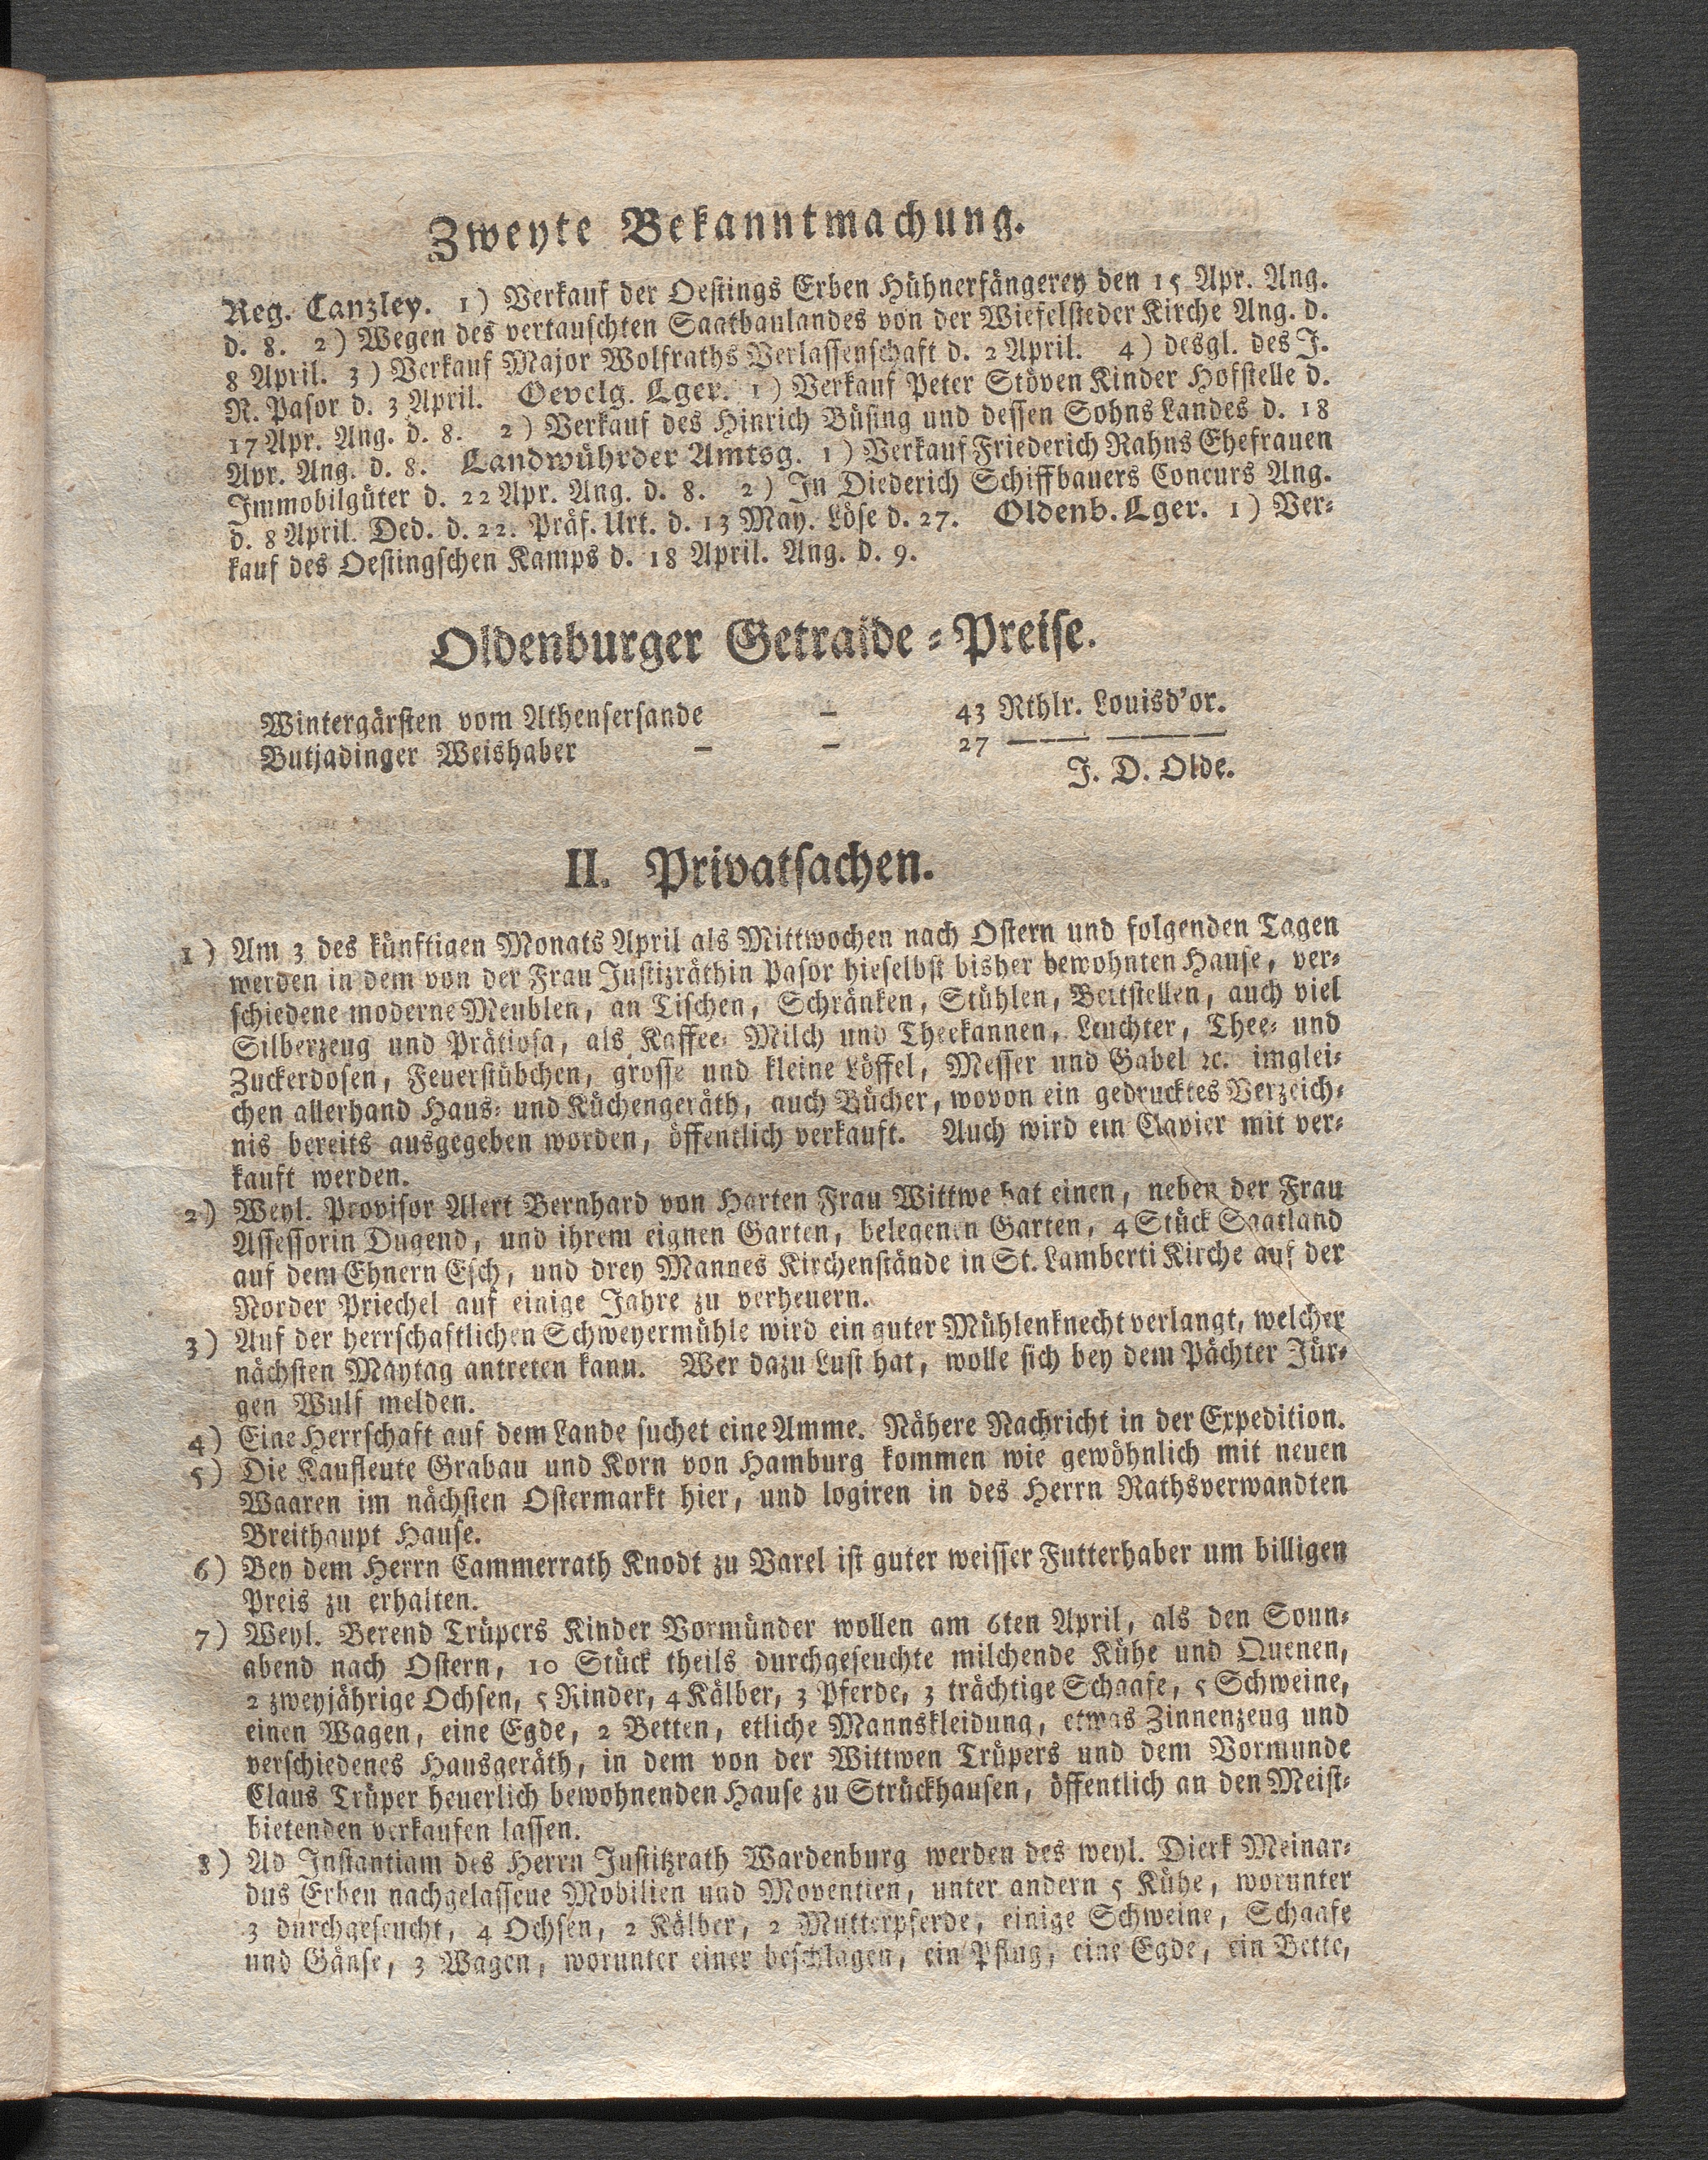 Zweyte Bekanntmachung.
Reg. Canzley. 1) Verkauf der Oestings Erben Hühnerfängerey den 15 Apr. Ang.
d. 8. 2) Wegen des vertauschten Saatbaulandes von der Wiefelsteder Kirche Ang. d.
8 April. 3) Verkauf Major Wolfraths Verlassenschaft d. 2 April. 4) desgl. des J.
R. Pasor d. 3 April. Oevelg. Lger. 1) Verkauf Peter Stöven Kinder Hofstelle d.
17 Apr. Ang. d. 8. 2) Verkauf des Hinrich Büsing und dessen Sohns Landes d. 18
Apr. Ang. d. 8. Landwührder Amtsg. 1) Verkauf Friederich Rahns Ehefrauen
Immobilgüter d. 22 Apr. Ang. d. 8. 2) In Diederich Schiffbauers Concurs Ang.
d. 8 April. Ded. d. 22. Präf. Urt. d. 13 May. Löse d. 27. Oldenb. Lger. 1) Ver-
kauf des Oestingschen Kamps d. 18 April. Ang. d. 9.
Oldenburger Getraide-Preise.
Wintergärsten vom Athensersande – 43 Rthlr. Louisd'or.
Butjadinger Weishaber – – 27 —— ——
J. D. Olde.
II. Privatsachen.
1) Am 3 des künftigen Monats April als Mittwochen nach Ostern und folgenden Tagen
werden in dem von der Frau Justizräthin Pasor hieselbst bisher bewohnten Hause, ver-
schiedene moderne Meublen, an Tischen, Schränken, Stühlen, Bettstellen, auch viel
Silberzeug und Prätiosa, als Kaffee- Milch und Theekannen, Leuchter, Thee- und
Zuckerdosen, Feuerstübchen, grosse und kleine Löffel, Messer und Gabel ꝛc. imglei-
chen allerhand Haus- und Küchengeräth, auch Bücher, wovon ein gedrucktes Verzeich-
nis bereits ausgegeben worden, öffentlich verkauft. Auch wird ein Clavier mit ver-
kauft werden.
2) Weyl. Provisor Alert Bernhard von Harten Frau Wittwe hat einen, neben der Frau
Assessorin Dugend, und ihrem eignen Garten, belegenen Garten, 4 Stück Saatland
auf dem Ehnern Esch, und drey Mannes Kirchenstände in St. Lamberti Kirche auf der
Norder Priechel auf einige Jahre zu verheuern.
3) Auf der herrschaftlichen Schweyermühle wird ein guter Mühlenknecht verlangt, welcher
nächsten Maytag antreten kann. Wer dazu Lust hat, wolle sich bey dem Pächter Jür-
gen Wulf melden.
4) Eine Herrschaft auf dem Lande suchet eine Amme. Nähere Nachricht in der Expedition.
5) Die Kaufleute Grabau und Korn von Hamburg kommen wie gewöhnlich mit neuen
Waaren im nächsten Ostermarkt hier, und logiren in des Herrn Rathsverwandten
Breithaupt Hause.
6) Bey dem Herrn Cammerrath Knodt zu Varel ist guter weisser Futterhaber um billigen
Preis zu erhalten.
7) Weyl. Berend Trüpers Kinder Vormünder wollen am 6ten April, als den Sonn-
abend nach Ostern, 10 Stück theils durchgeseuchte milchende Kühe und Quenen,
2 zweyjährige Ochsen, 5 Rinder, 4 Kälber, 3 Pferde, 3 trächtige Schaafe, 5 Schweine,
einen Wagen, eine Egde, 2 Betten, etliche Mannskleidung, etwas Zinnenzeug und
verschiedenes Hausgeräth, in dem von der Wittwen Trüpers und dem Vormunde
Claus Trüper heuerlich bewohnenden Hause zu Strückhausen, öffentlich an den Meist-
bietenden verkaufen lassen.
8) Ad Instantiam des Herrn Justitzrath Wardenburg werden des weyl. Dierk Meinar-
dus Erben nachgelassene Mobilien und Moventien, unter andern 5 Kühe, worunter
3 durchgeseucht, 4 Ochsen, 2 Kälber, 2 Mutterpferde, einige Schweine, Schaafe
und Gänse, 3 Wagen, worunter einer beschlagen, ein Pflug, eine Egde, ein Bette,